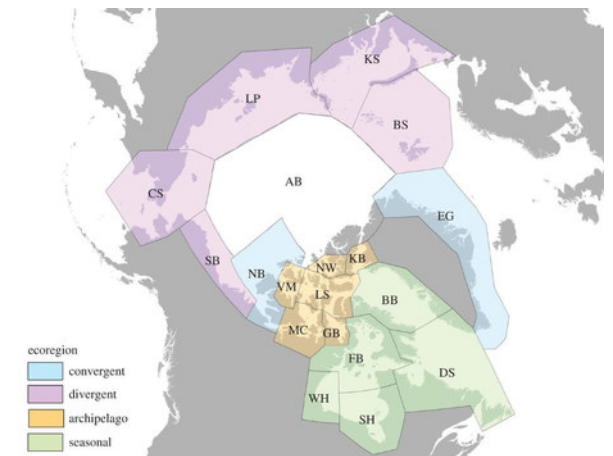 KS
LP
BS
AB
CS
EG
SB
NB
NW
KB
VM
LS
BB
MC
GB
FB
DS
WH
SH
ecoregion
convergent
divergent
archipelago
seasonal